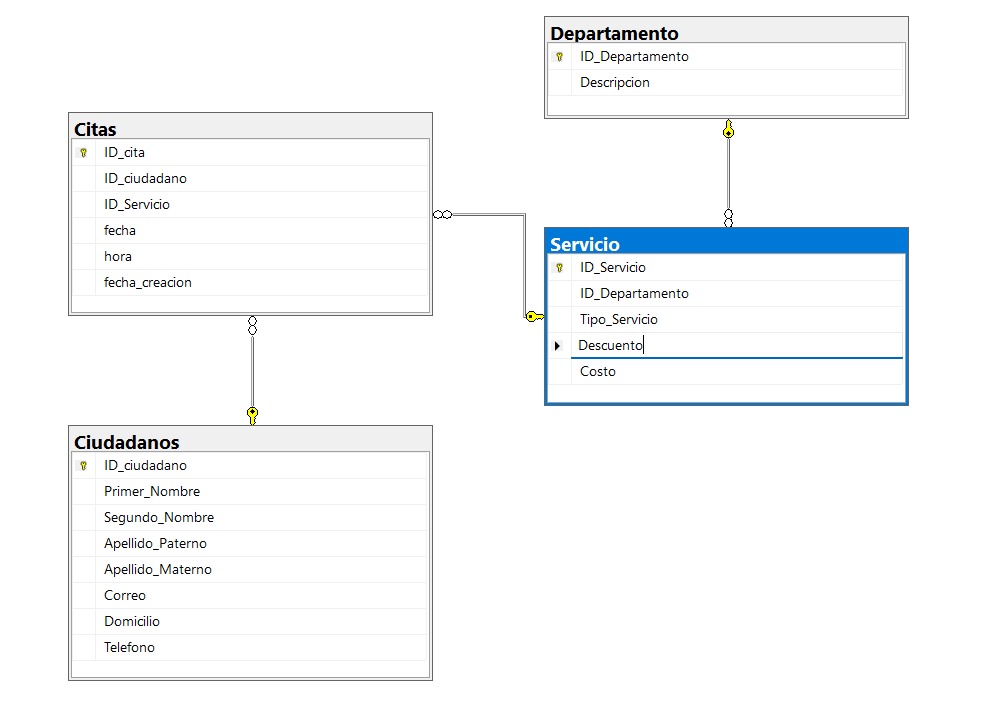 Departamento
ID_Departamento
Descripcion
Citas
ID_cita
ID_ciudadano
ID_Servicio
fecha
hora
fecha_creacion
Servicio
ID_Servicio
ID_Departamento
Tipo_Servicio
Descuento
Costo
Ciudadanos
ID_ciudadano
Primer_Nombre
Segundo_Nombre
Apellido_Paterno
Apellido_Materno
Correo
Domicilio
Telefono